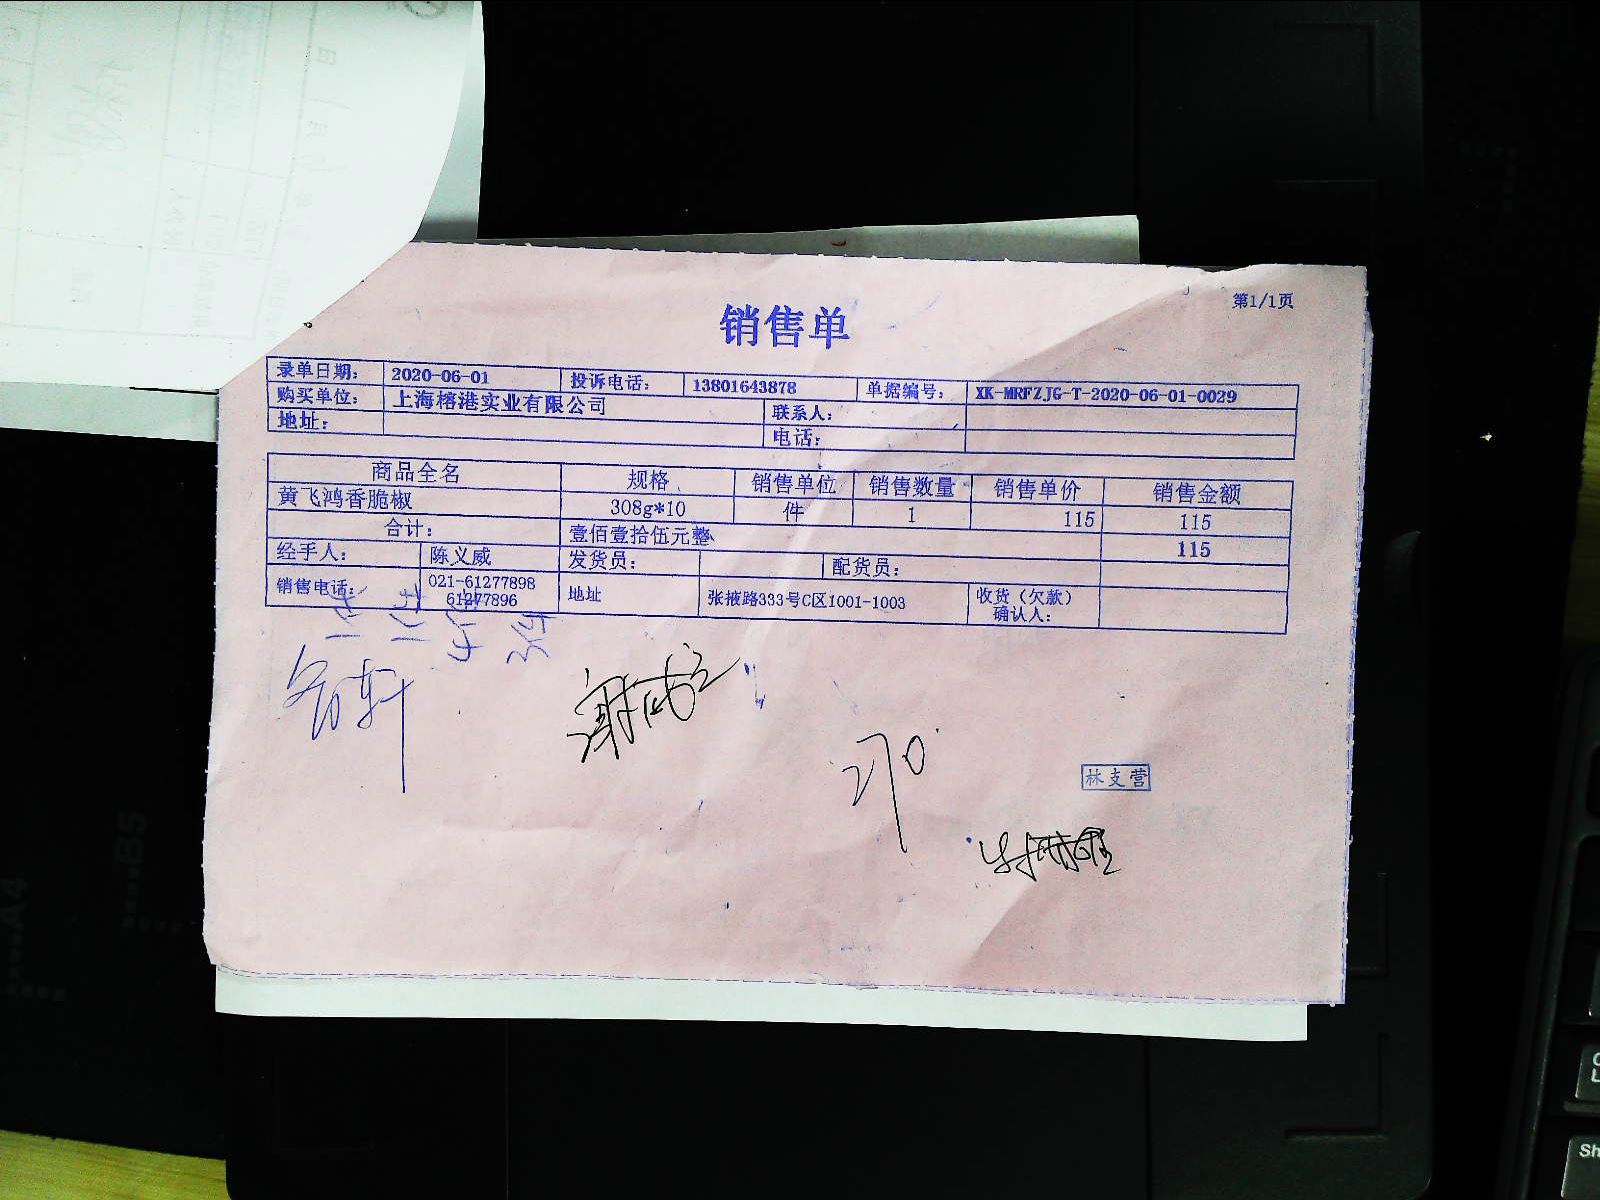 第1/1页
销售单
录单日期: 2020-06-01 投诉电话: 13801643878 单据编号: XK-MRFZJG-T-2020-06-01-0029
购买单位: 上海榕港实业有限公司 联系人:
地址: 电话:
商品全名 规格 销售单位 销售数量 销售单价 销售金额
黄飞鸿香脆椒 308g*10 件 1 115 115
合计: 壹佰壹拾伍元整 115
经手人: 陈义威 发货员: 配货员:
销售电话: 021-61277898 61277896 地址 张掖路333号C区1001-1003 收货(欠款)确认人:
林支营
A4
B5